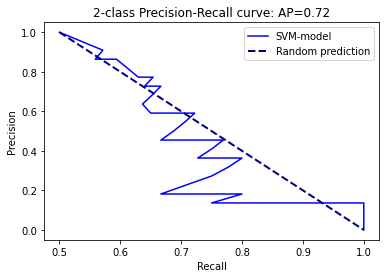 2-class Precision-Recall curve: AP=0.72
SVM-model
Random prediction
Precision
1.0
0.8
0.6
0.4
0.2
0.0
0.5
0.6
0.7
0.8
0.9
1.0
Recall